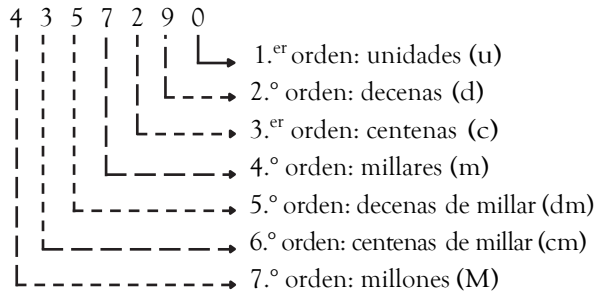 4 3 5 7 2 9 0
1.er orden: unidades (u)
2.° orden: decenas (d)
3.er orden: centenas (c)
4.° orden: millares (m)
5.° orden: decenas de millar (dm)
6.° orden: centenas de millar (cm)
7.° orden: millones (M)